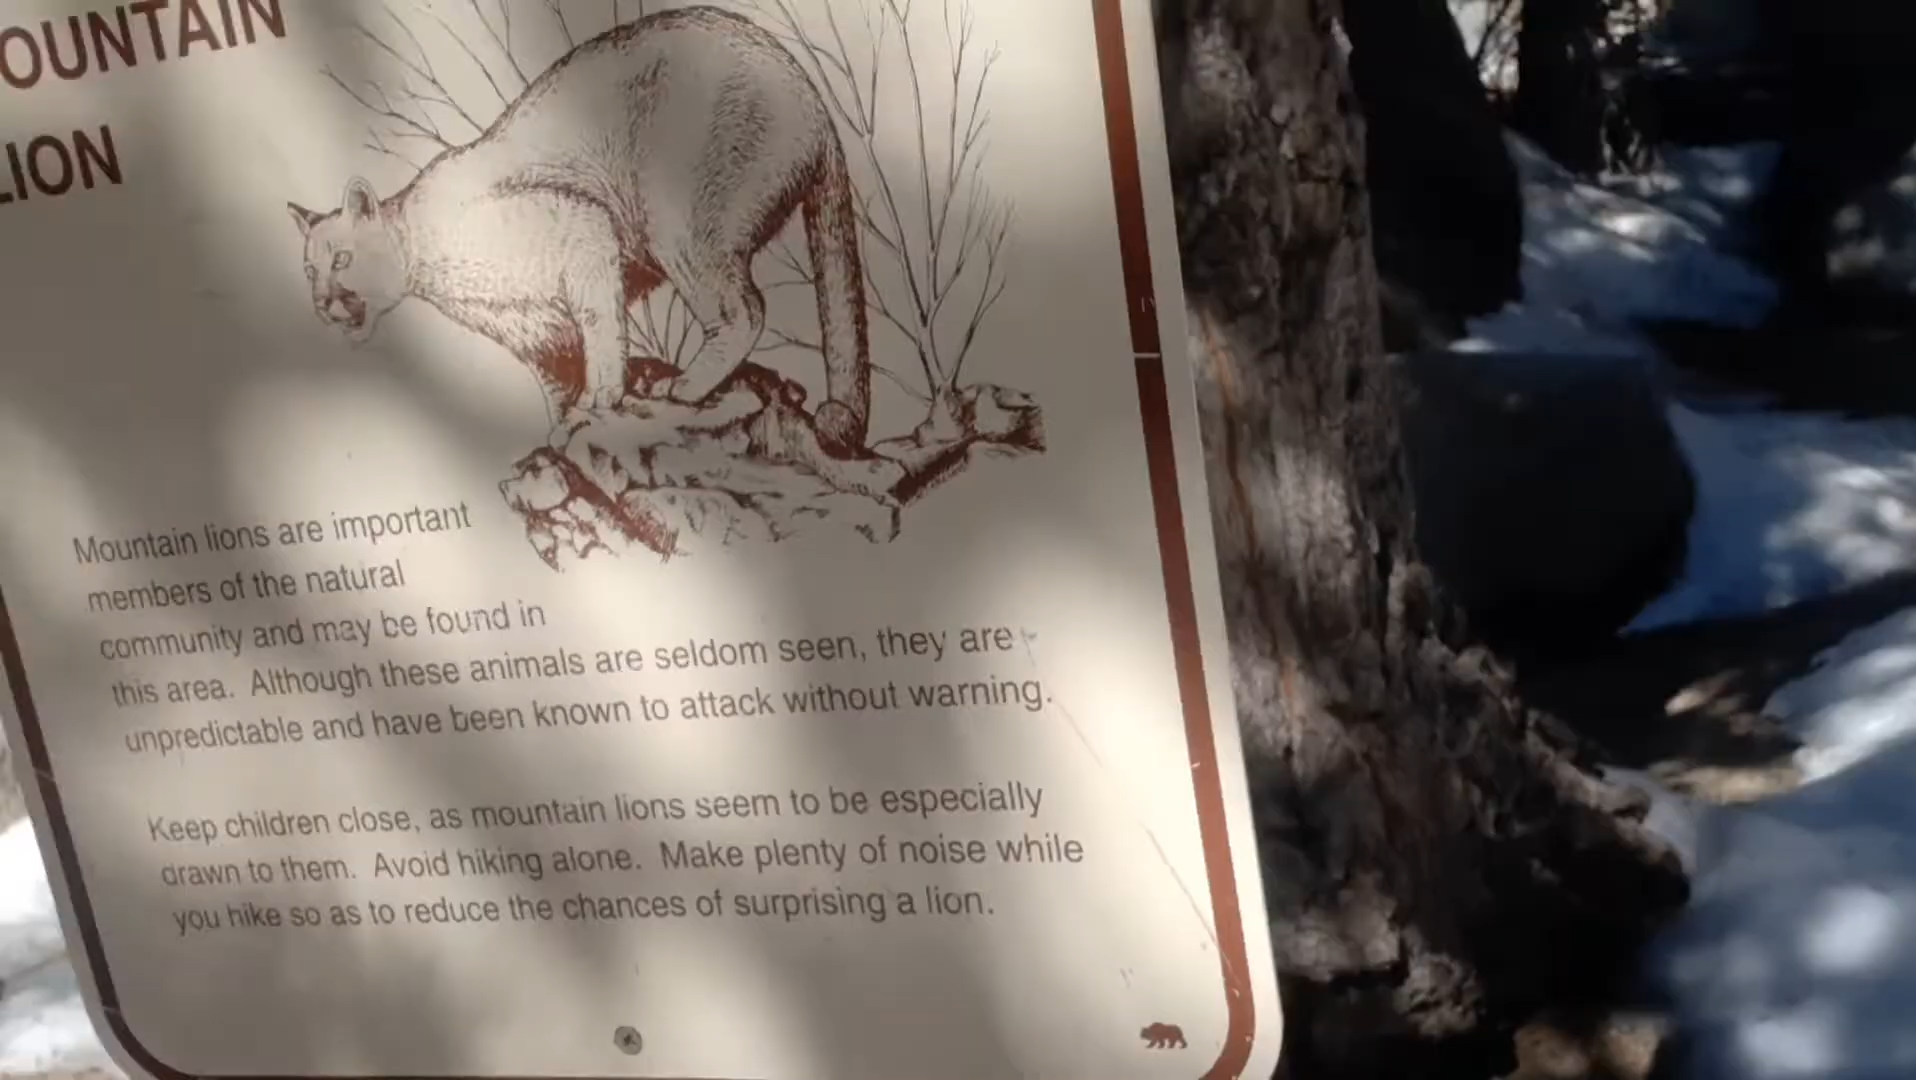 OUNTAIN
LION
Mountain lions are important
members of the natural
community and may be found in
this area. Although these animals are seldom seen, they are
unpredictable and have been known to attack without warning.
Keep children close, as mountain lions seem to be especially
drawn to them. Avoid hiking alone. Make plenty of noise while
you hike so as to reduce the chances of surprising a lion.